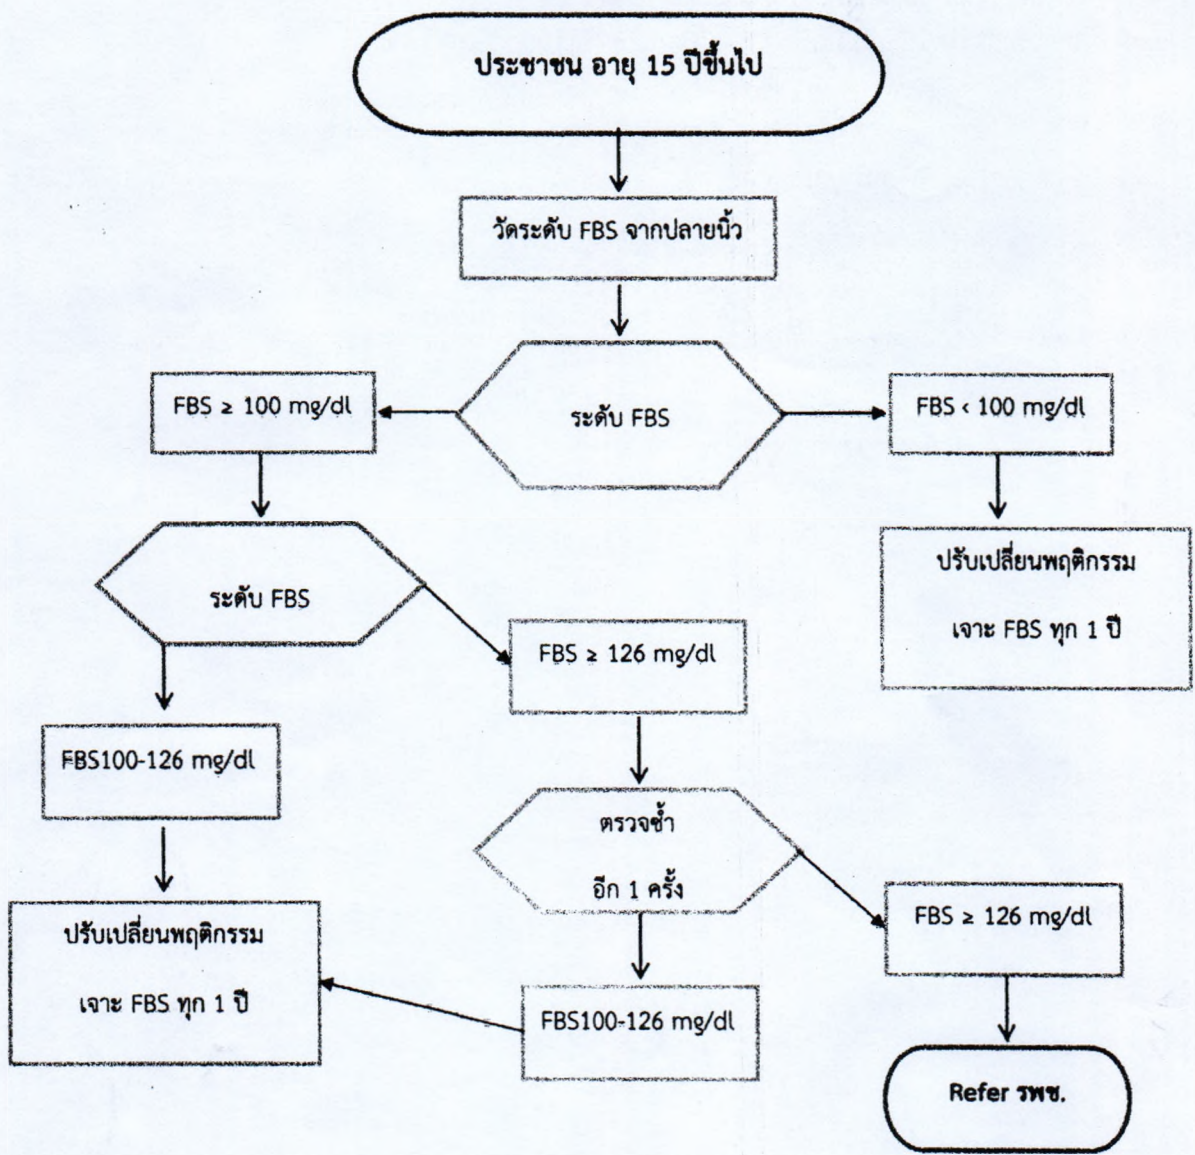 ประชาชน อายุ 15 ปีขึ้นไป
วัดระดับ FBS จากปลายนิ้ว
ระดับ FBS
FBS ≥ 100 mg/dl
FBS < 100 mg/dl
ปรับเปลี่ยนพฤติกรรม
เจาะ FBS ทุก 1 ปี
ระดับ FBS
FBS ≥ 126 mg/dl
FBS100-126 mg/dl
ปรับเปลี่ยนพฤติกรรม
เจาะ FBS ทุก 1 ปี
ตรวจซ้ำ
อีก 1 ครั้ง
FBS100-126 mg/dl
FBS ≥ 126 mg/dl
Refer รพช.